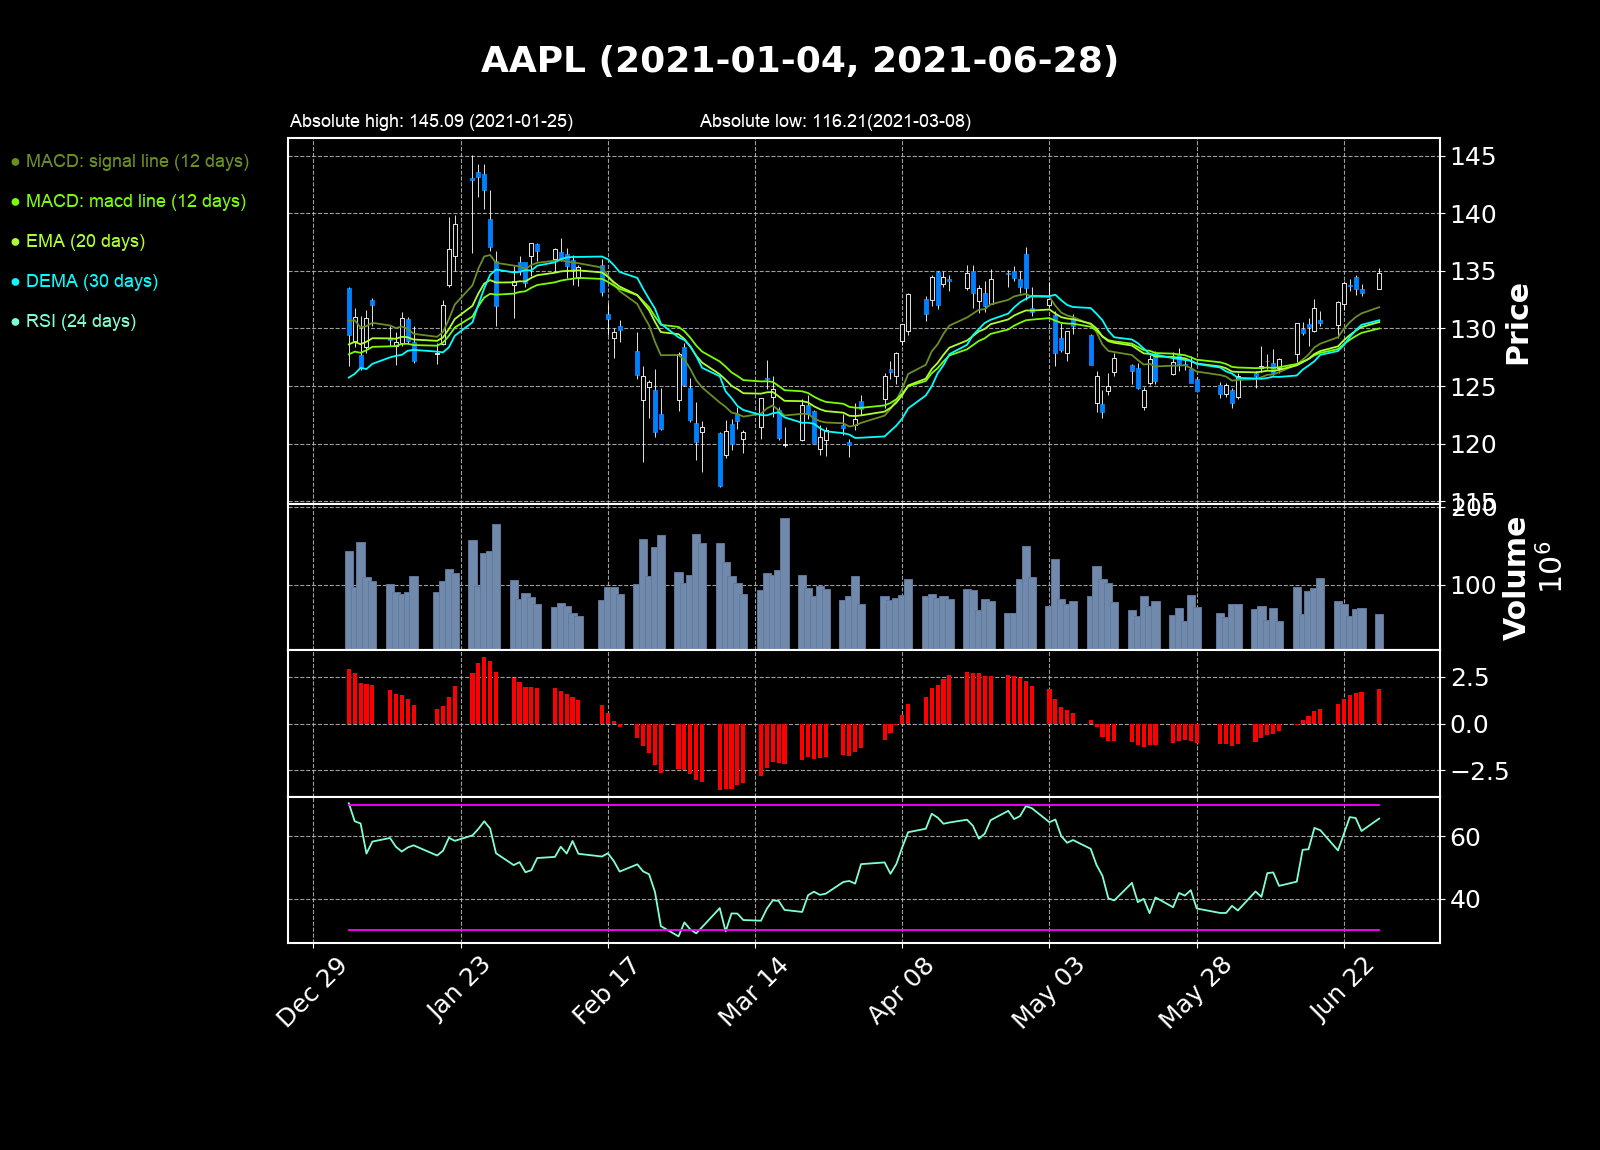 AAPL (2021-01-04, 2021-06-28)
Absolute high: 145.09 (2021-01-25)
Absolute low: 116.21(2021-03-08)
● MACD: signal line (12 days)
● MACD: macd line (12 days)
● EMA (20 days)
● DEMA (30 days)
● RSI (24 days)
145
140
135
130
125
120
115
Price
200
100
Volume
10^6
2.5
0.0
−2.5
60
40
Dec 29
Jan 23
Feb 17
Mar 14
Apr 08
May 03
May 28
Jun 22